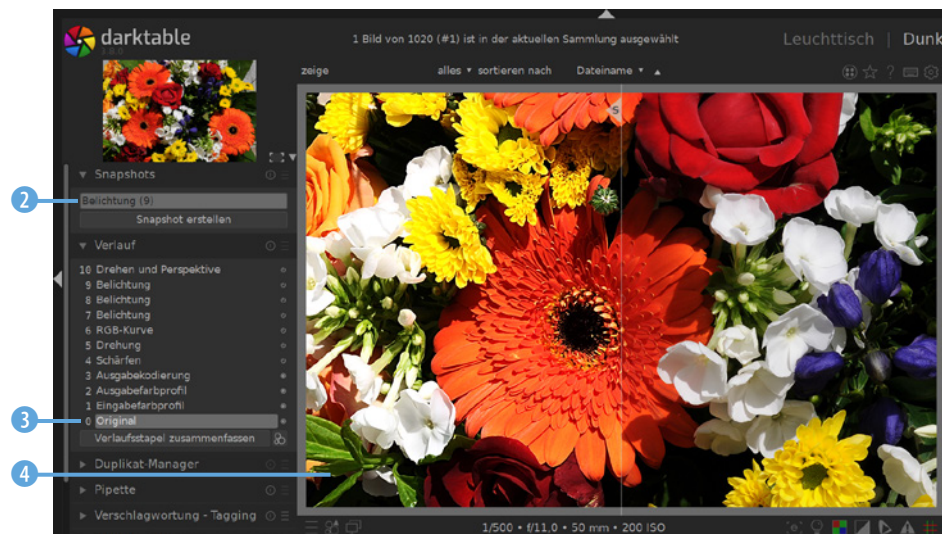 darktable
3.8.0
1 Bild von 1020 (#1) ist in der aktuellen Sammlung ausgewählt
Leuchttisch | Dunk
zeige alles sortieren nach Dateiname
Snapshots
2
Belichtung (9)
Snapshot erstellen
Verlauf
10 Drehen und Perspektive
9 Belichtung
8 Belichtung
7 Belichtung
6 RGB-Kurve
5 Drehung
4 Schärfen
3 Ausgabekodierung
2 Ausgabefarbprofil
1 Eingabefarbprofil
3
0 Original
Verlaufsstapel zusammenfassen
Duplikat-Manager
4
Pipette
Verschlagwortung - Tagging
S
1/500 • f/11,0 • 50 mm • 200 ISO